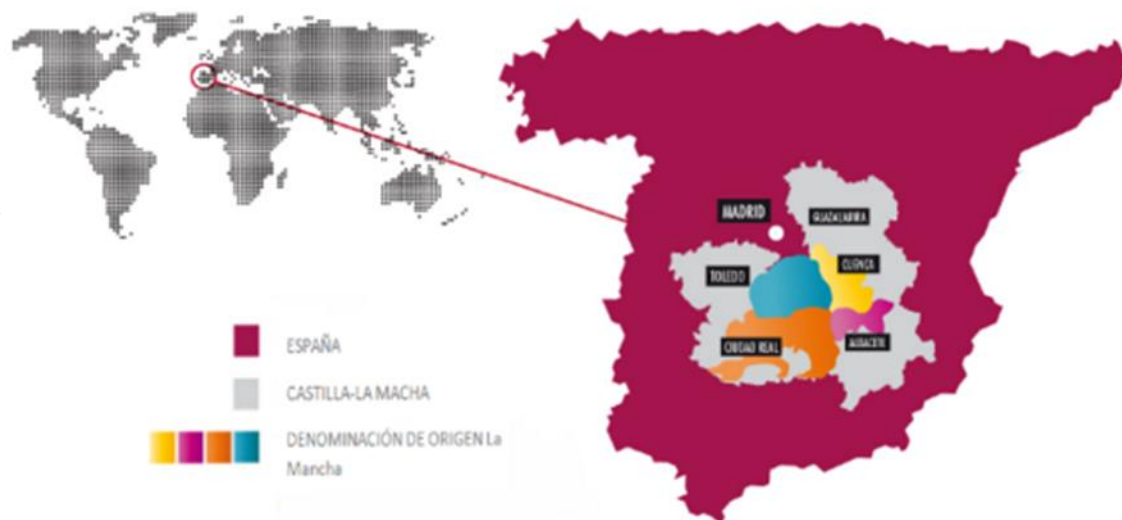 MADRID
GUADALAJARA
TOLEDO
CUENCA
CIUDAD REAL
ALBACETE
ESPAÑA
CASTILLA-LA MACHA
DENOMINACIÓN DE ORIGEN La
Mancha